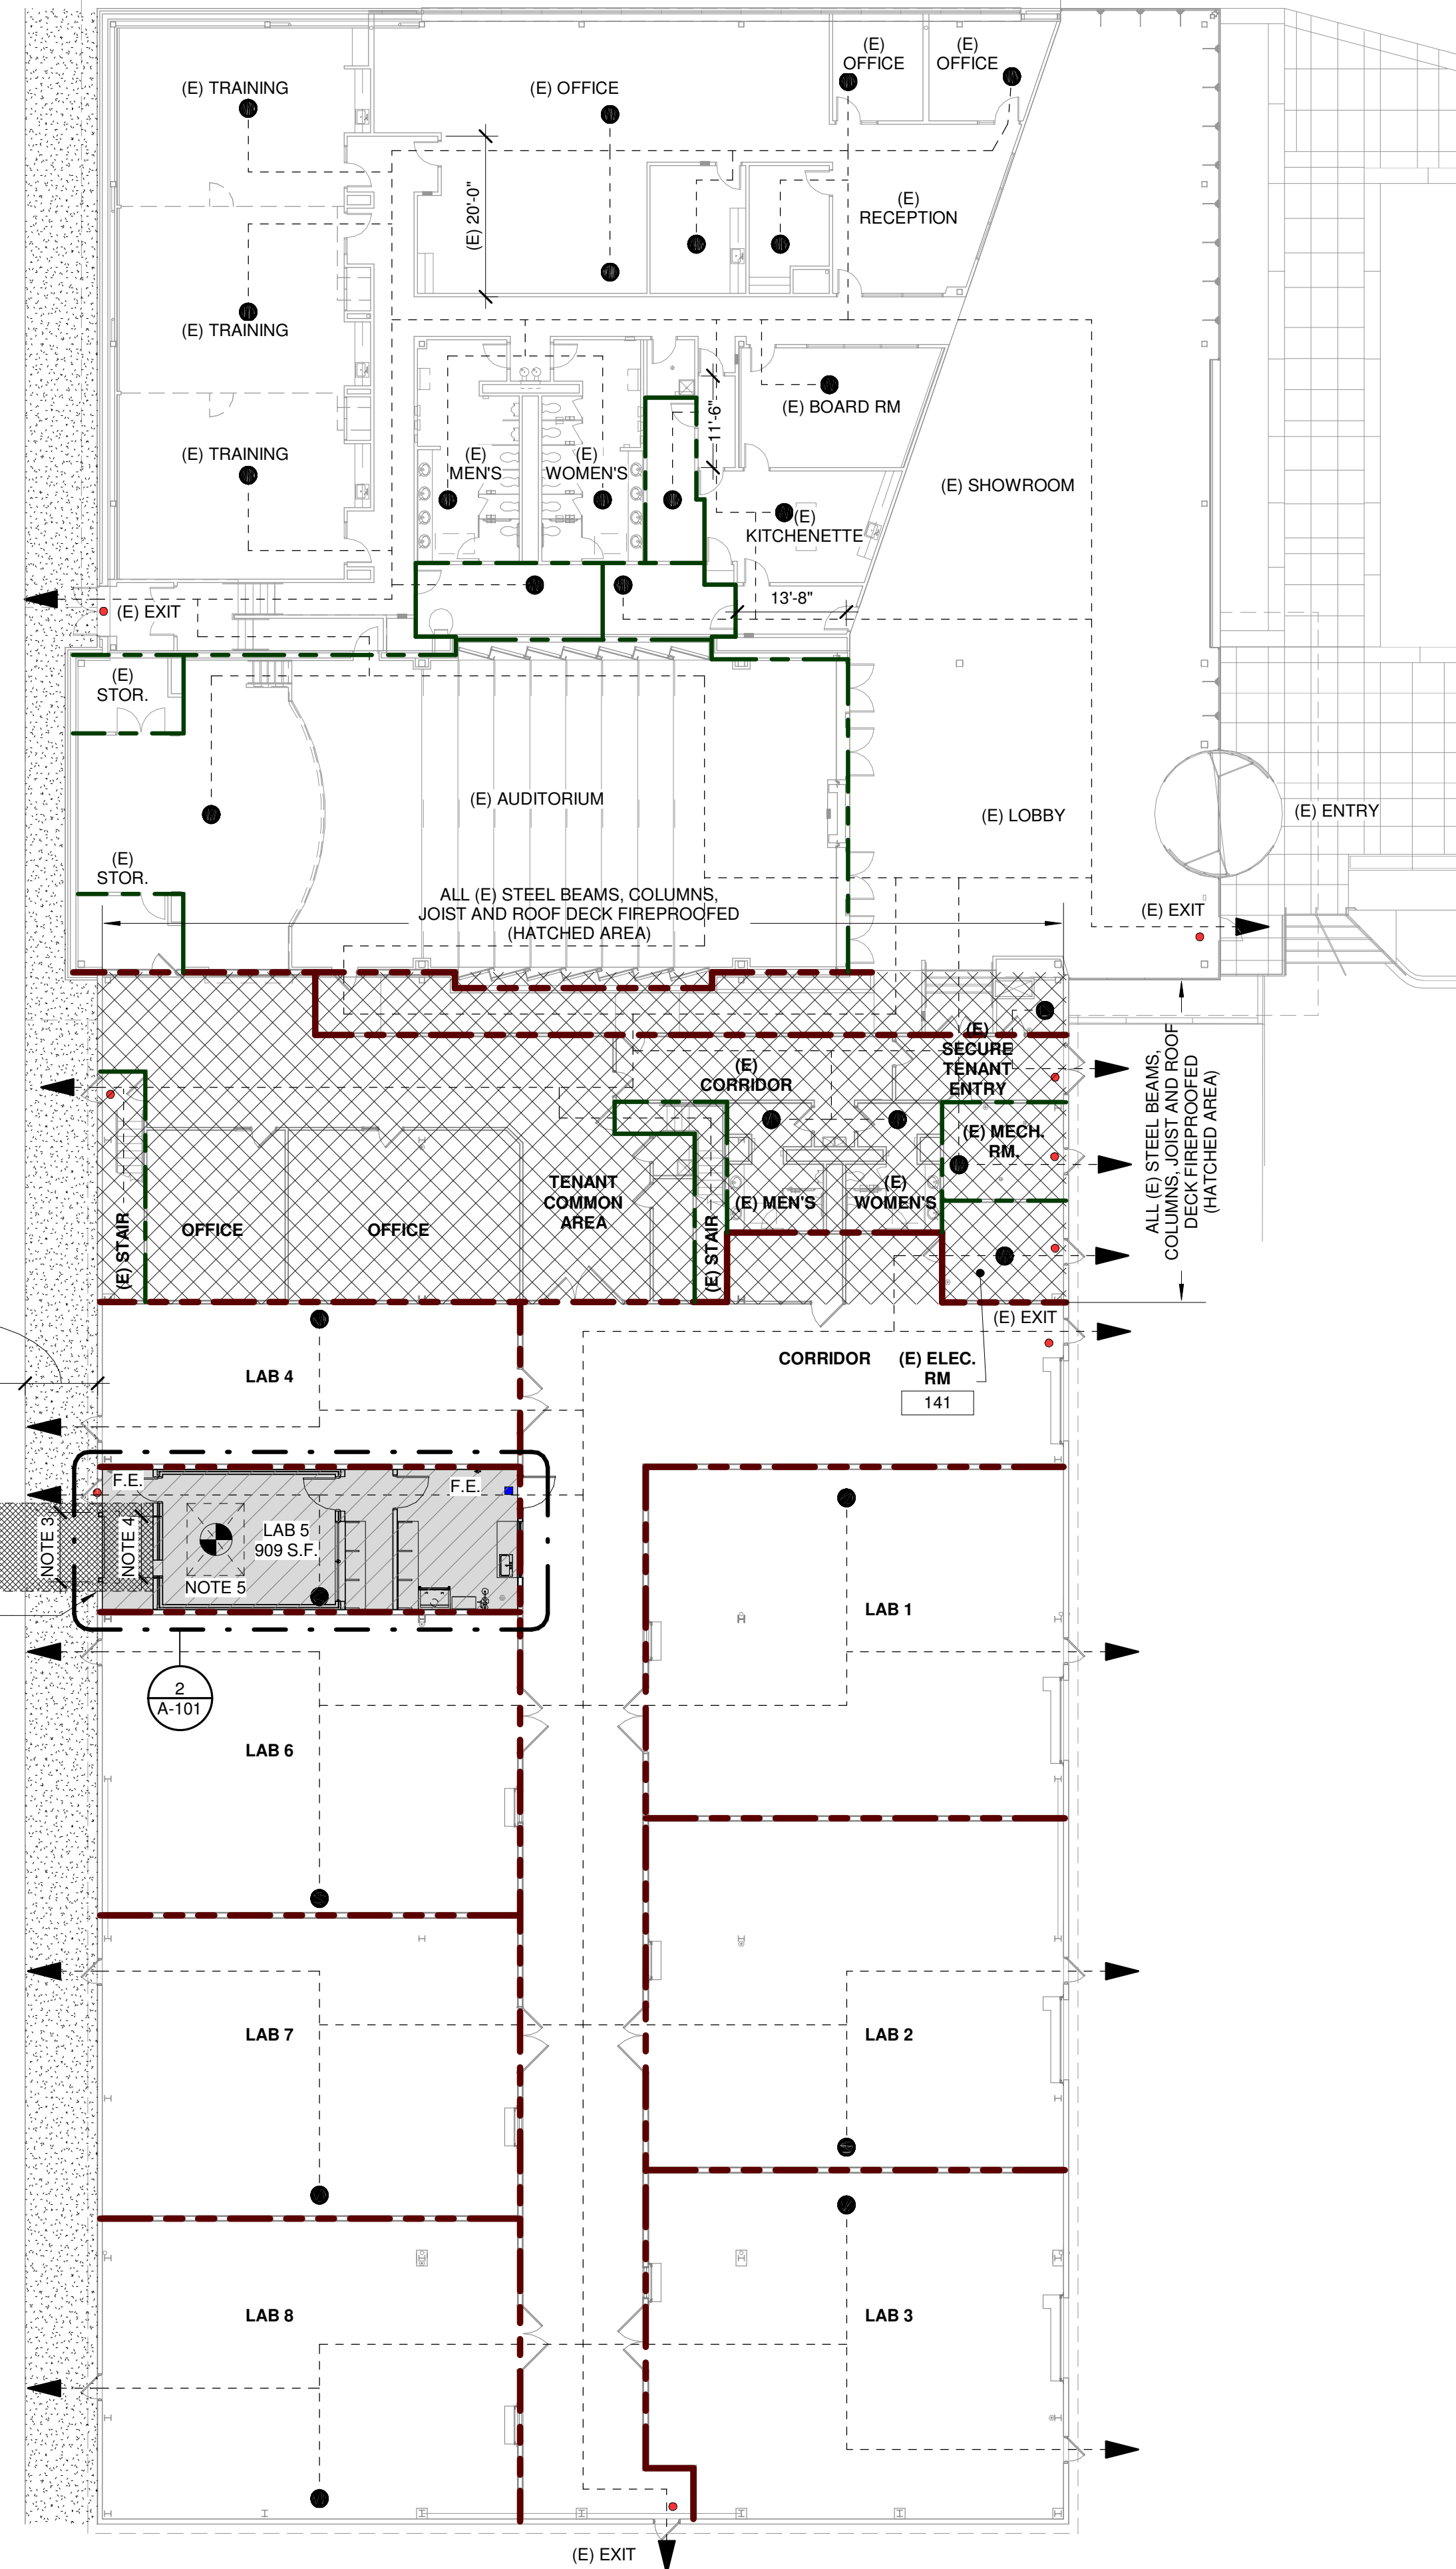 (E)
OFFICE
(E)
OFFICE
(E) TRAINING
(E) OFFICE
(E) 20'-0"
(E)
RECEPTION
(E) TRAINING
(E) BOARD RM
11'-6"
(E) TRAINING
(E)
MEN'S
(E)
WOMEN'S
(E) SHOWROOM
(E)
KITCHENETTE
13'-8"
(E) EXIT
(E)
STOR.
(E) AUDITORIUM
(E) LOBBY
(E) ENTRY
(E)
STOR.
ALL (E) STEEL BEAMS, COLUMNS,
JOIST AND ROOF DECK FIREPROOFED
(HATCHED AREA)
(E) EXIT
(E)
SECURE
TENANT
ENTRY
(E)
CORRIDOR
ALL (E) STEEL BEAMS,
COLUMNS, JOIST AND ROOF
DECK FIREPROOFED
(HATCHED AREA)
(E) MECH.
RM.
(E) STAIR
OFFICE
OFFICE
TENANT
COMMON
AREA
(E) STAIR
(E) MEN'S
(E)
WOMEN'S
(E) EXIT
LAB 4
CORRIDOR
(E) ELEC.
RM
141
F.E.
F.E.
NOTE 3
NOTE 4
LAB 5
909 S.F.
NOTE 5
LAB 1
2
A-101
LAB 6
LAB 7
LAB 2
LAB 8
LAB 3
(E) EXIT